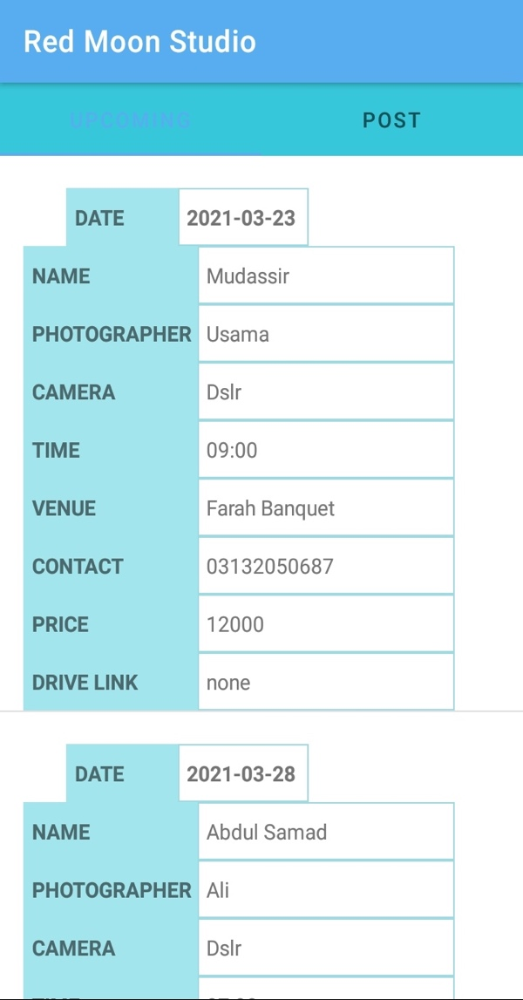 Red Moon Studio
UPCOMING POST
DATE 2021-03-23
NAME Mudassir
PHOTOGRAPHER Usama
CAMERA Dslr
TIME 09:00
VENUE Farah Banquet
CONTACT 03132050687
PRICE 12000
DRIVE LINK none
DATE 2021-03-28
NAME Abdul Samad
PHOTOGRAPHER Ali
CAMERA Dslr